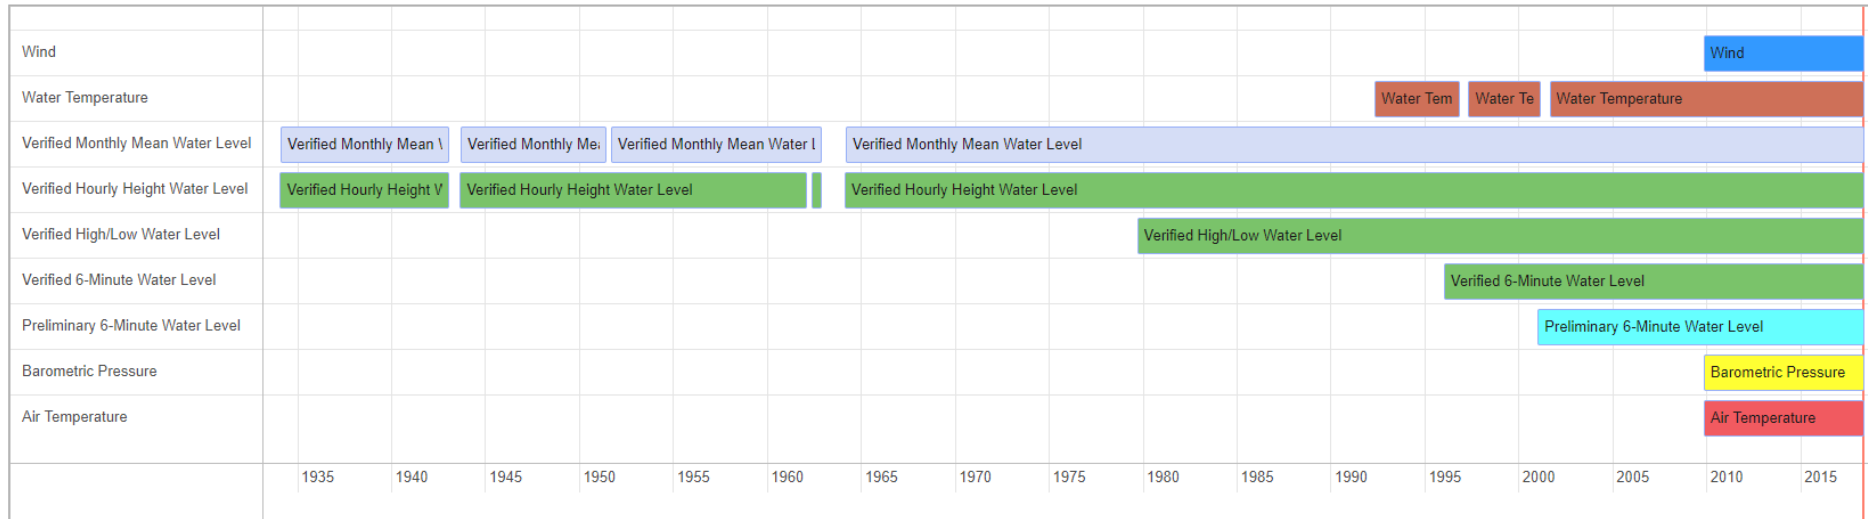 Wind
Wind
Water Temperature
Water Tem
Water Te
Water Temperature
Verified Monthly Mean Water Level
Verified Monthly Mean
Verified Monthly Mea
Verified Monthly Mean Water L
Verified Monthly Mean Water Level
Verified Hourly Height Water Level
Verified Hourly Height W
Verified Hourly Height Water Level
Verified Hourly Height Water Level
Verified High/Low Water Level
Verified High/Low Water Level
Verified 6-Minute Water Level
Verified 6-Minute Water Level
Preliminary 6-Minute Water Level
Preliminary 6-Minute Water Level
Barometric Pressure
Barometric Pressure
Air Temperature
Air Temperature
1935 1940 1945 1950 1955 1960 1965 1970 1975 1980 1985 1990 1995 2000 2005 2010 2015